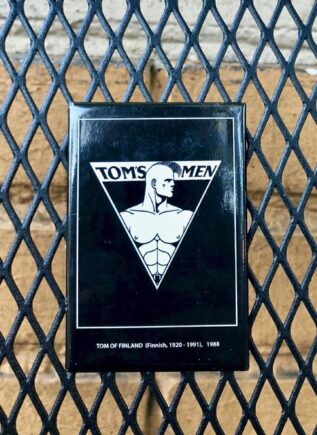 TOM'S MEN
TOM OF FINLAND (Finnish, 1920 - 1991), 1988